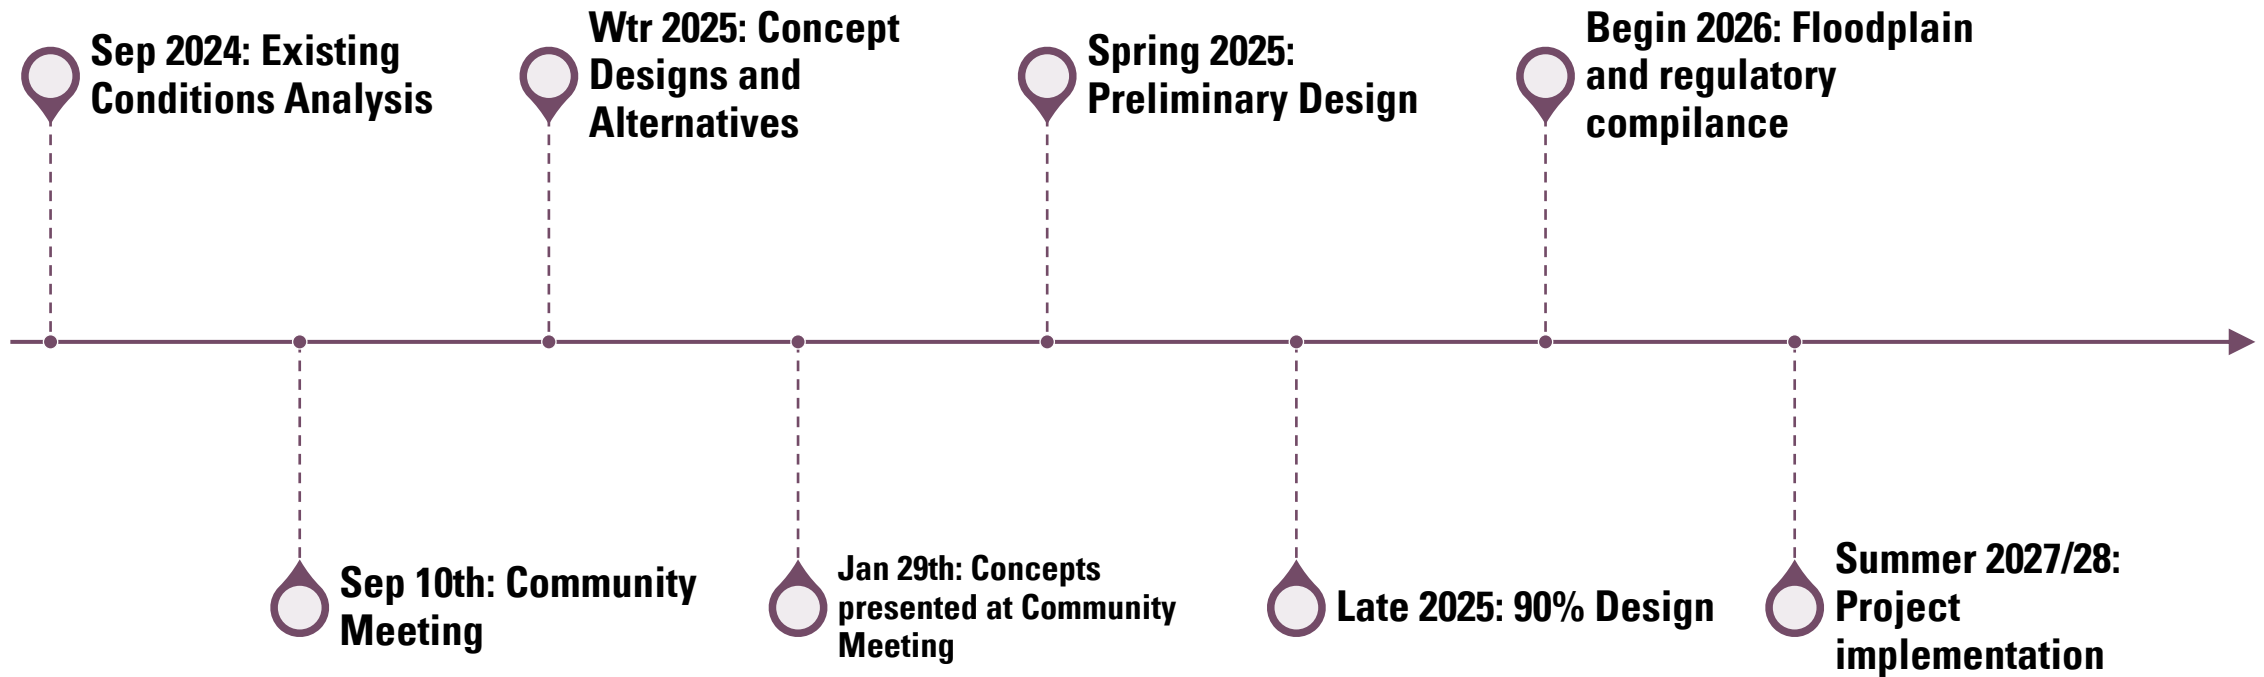 Sep 2024: Existing
Conditions Analysis
Wtr 2025: Concept
Designs and
Alternatives
Spring 2025:
Preliminary Design
Begin 2026: Floodplain
and regulatory
compilance
Sep 10th: Community
Meeting
Jan 29th: Concepts
presented at Community
Meeting
Late 2025: 90% Design
Summer 2027/28:
Project
implementation